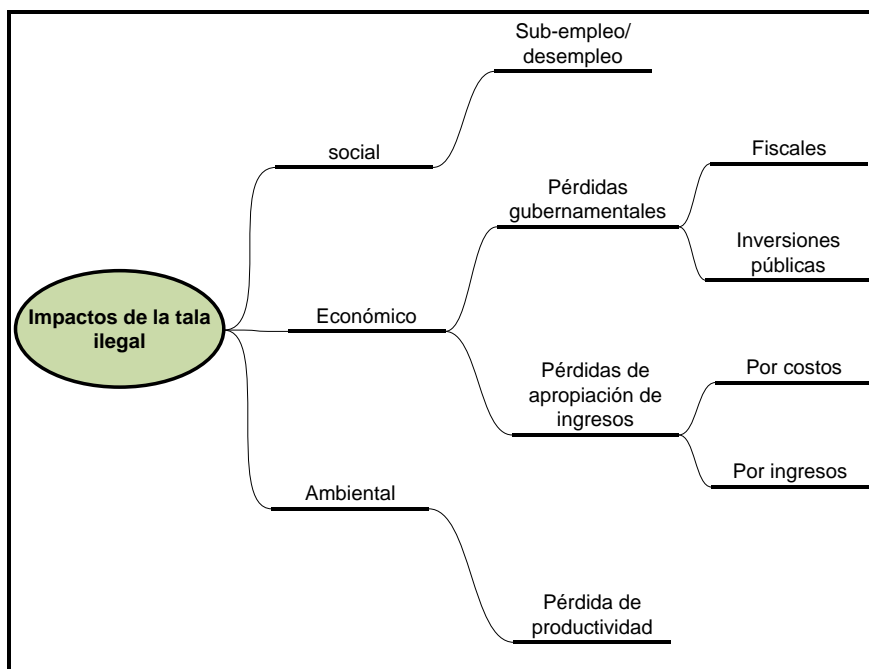 Impactos de la tala
ilegal
social
Sub-empleo/
desempleo
Económico
Pérdidas
gubernamentales
Fiscales
Inversiones
públicas
Pérdidas de
apropiación de
ingresos
Por costos
Por ingresos
Ambiental
Pérdida de
productividad